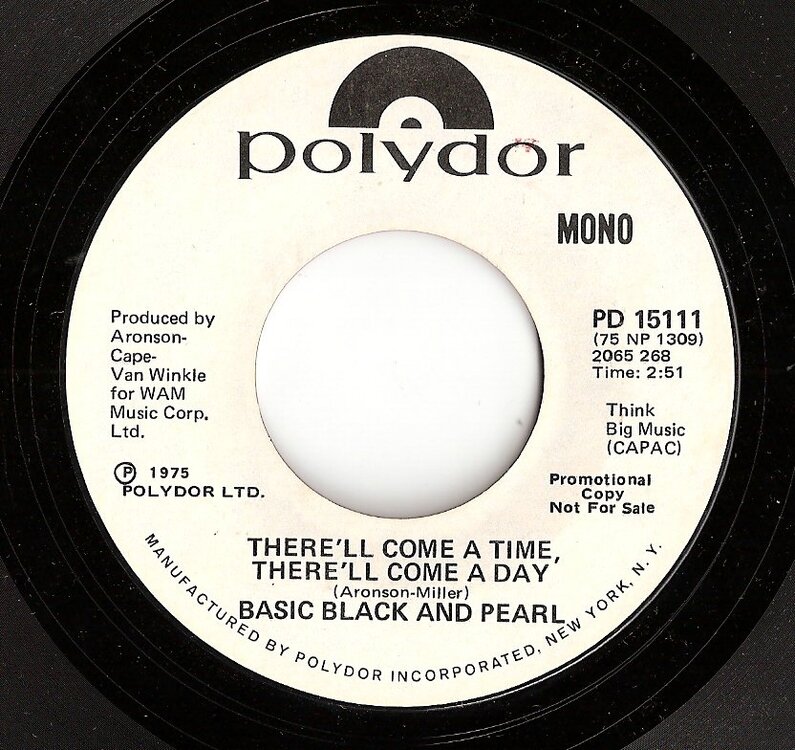 polydor
MONO
Produced by
Aronson-
Cape-
Van Winkle
for WAM
Music Corp.
Ltd.
Ⓟ 1975
POLYDOR LTD.
PD 15111
(75 NP 1309)
2065 268
Time: 2:51
Think
Big Music
(CAPAC)
Promotional
Copy
Not For Sale
THERE'LL COME A TIME,
THERE'LL COME A DAY
(Aronson-Miller)
BASIC BLACK AND PEARL
MANUFACTURED BY POLYDOR INCORPORATED, NEW YORK, N. Y.